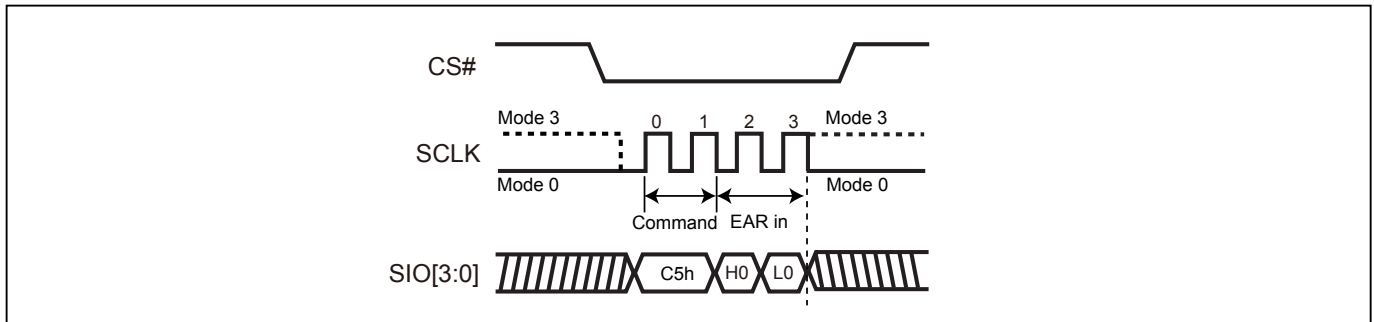 CS#
Mode 3
0 1 2 3
Mode 3
SCLK
Mode 0
Mode 0
Command
EAR in
SIO[3:0]
C5h
H0
L0